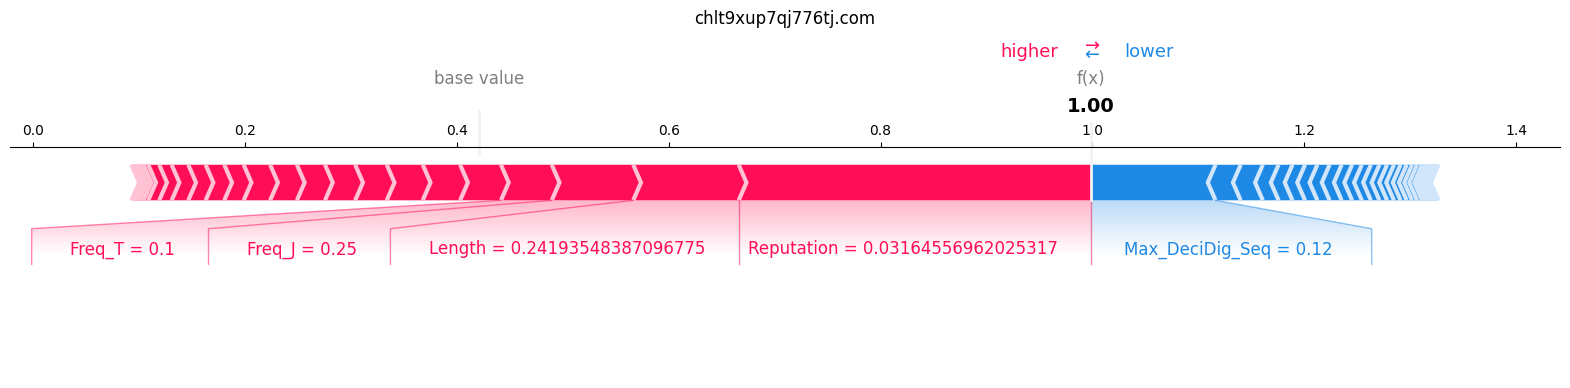 chlt9xup7qj776tj.com
higher → ← lower
base value f(x)
1.00
0.0 0.2 0.4 0.6 0.8 1.0 1.2 1.4
Freq_T = 0.1 Freq_J = 0.25 Length = 0.24193548387096775 Reputation = 0.03164556962025317 Max_DeciDig_Seq = 0.12